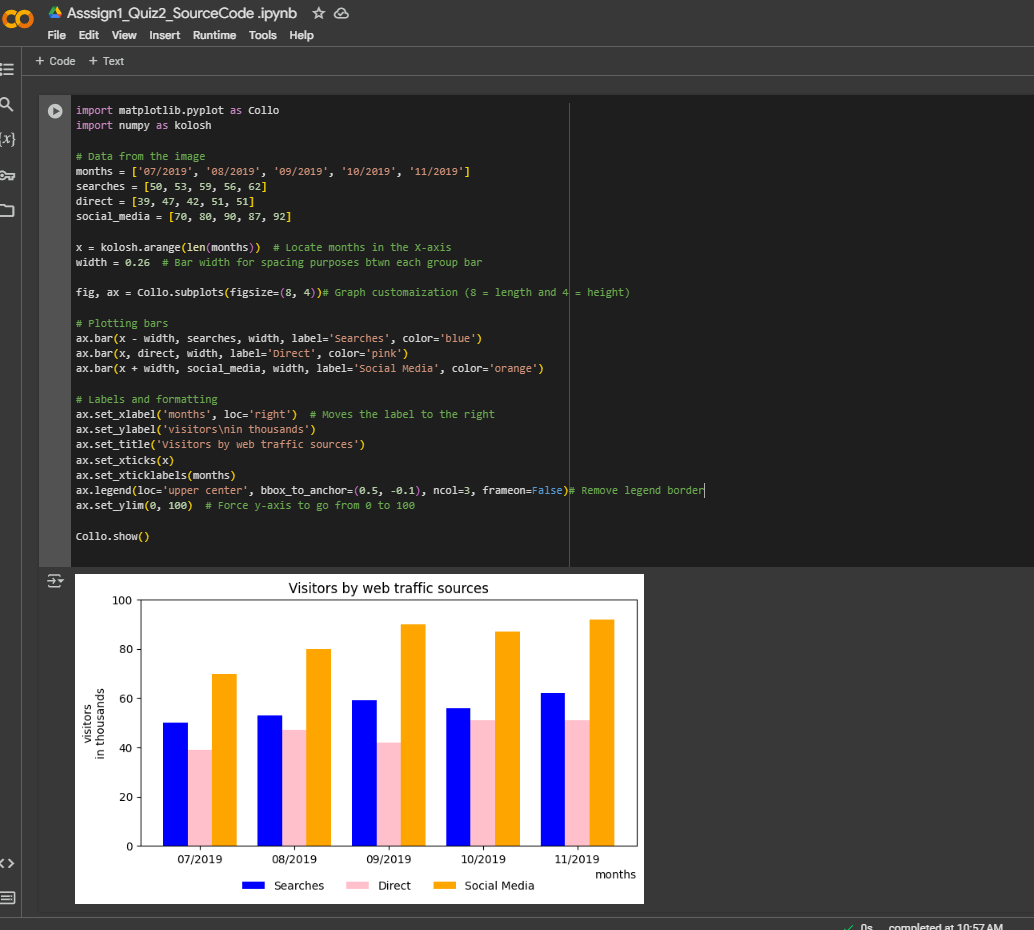 CO Asssign1_Quiz2_SourceCode .ipynb
File Edit View Insert Runtime Tools Help
+ Code + Text
{x}
import matplotlib.pyplot as Collo
import numpy as kolosh
# Data from the image
months = ['07/2019', '08/2019', '09/2019', '10/2019', '11/2019']
searches = [50, 53, 59, 56, 62]
direct = [39, 47, 42, 51, 51]
social_media = [70, 80, 90, 87, 92]
x = kolosh.arange(len(months))  # Locate months in the X-axis
width = 0.26  # Bar width for spacing purposes btwn each group bar
fig, ax = Collo.subplots(figsize=(8, 4))# Graph customaization (8 = length and 4 = height)
# Plotting bars
ax.bar(x - width, searches, width, label='Searches', color='blue')
ax.bar(x, direct, width, label='Direct', color='pink')
ax.bar(x + width, social_media, width, label='Social Media', color='orange')
# Labels and formatting
ax.set_xlabel('months', loc='right')  # Moves the label to the right
ax.set_ylabel('visitors\nin thousands')
ax.set_title('Visitors by web traffic sources')
ax.set_xticks(x)
ax.set_xticklabels(months)
ax.legend(loc='upper center', bbox_to_anchor=(0.5, -0.1), ncol=3, frameon=False)# Remove legend border
ax.set_ylim(0, 100)  # Force y-axis to go from 0 to 100
Collo.show()
Visitors by web traffic sources
100
80
60
40
20
0
visitors
in thousands
07/2019 08/2019 09/2019 10/2019 11/2019
months
Searches Direct Social Media
0s completed at 10:57 AM